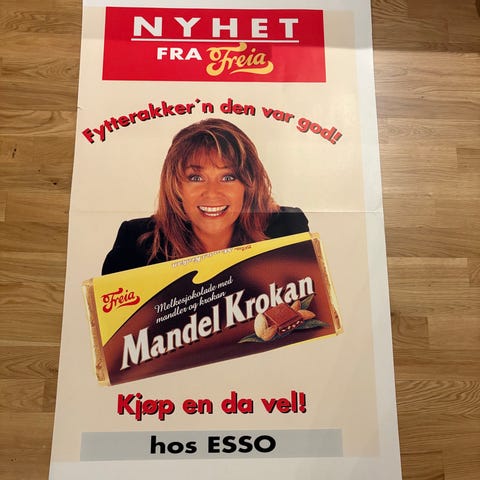 NYHET
FRA Freia
Fytterakker'n den var god!
Freia
Melkesjokolade med
mandler og krokan
Mandel Krokan
Kjøp en da vel!
hos ESSO